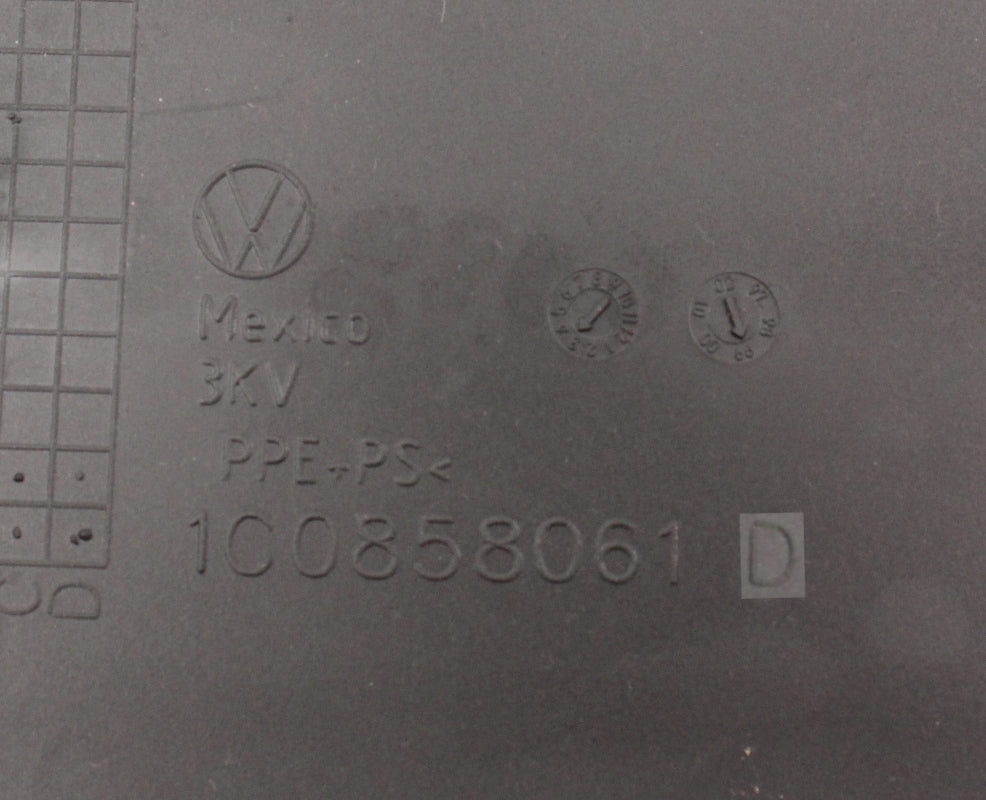 Mexico
3KV
PPE+PS<
1C0858061 D
C
D